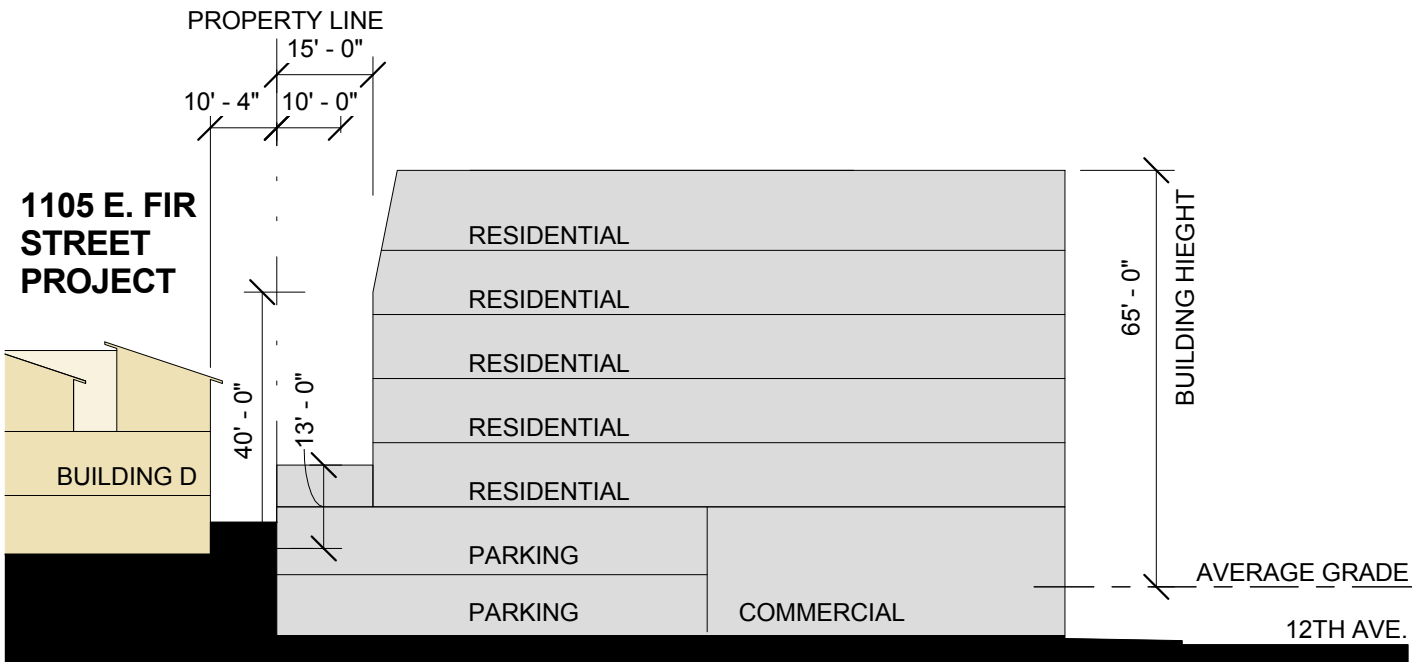 PROPERTY LINE
15' - 0"
10' - 4"
10' - 0"
1105 E. FIR
STREET
PROJECT
RESIDENTIAL
RESIDENTIAL
RESIDENTIAL
RESIDENTIAL
RESIDENTIAL
40' - 0"
13' - 0"
65' - 0"
BUILDING HIEGHT
BUILDING D
PARKING
PARKING
COMMERCIAL
AVERAGE GRADE
12TH AVE.